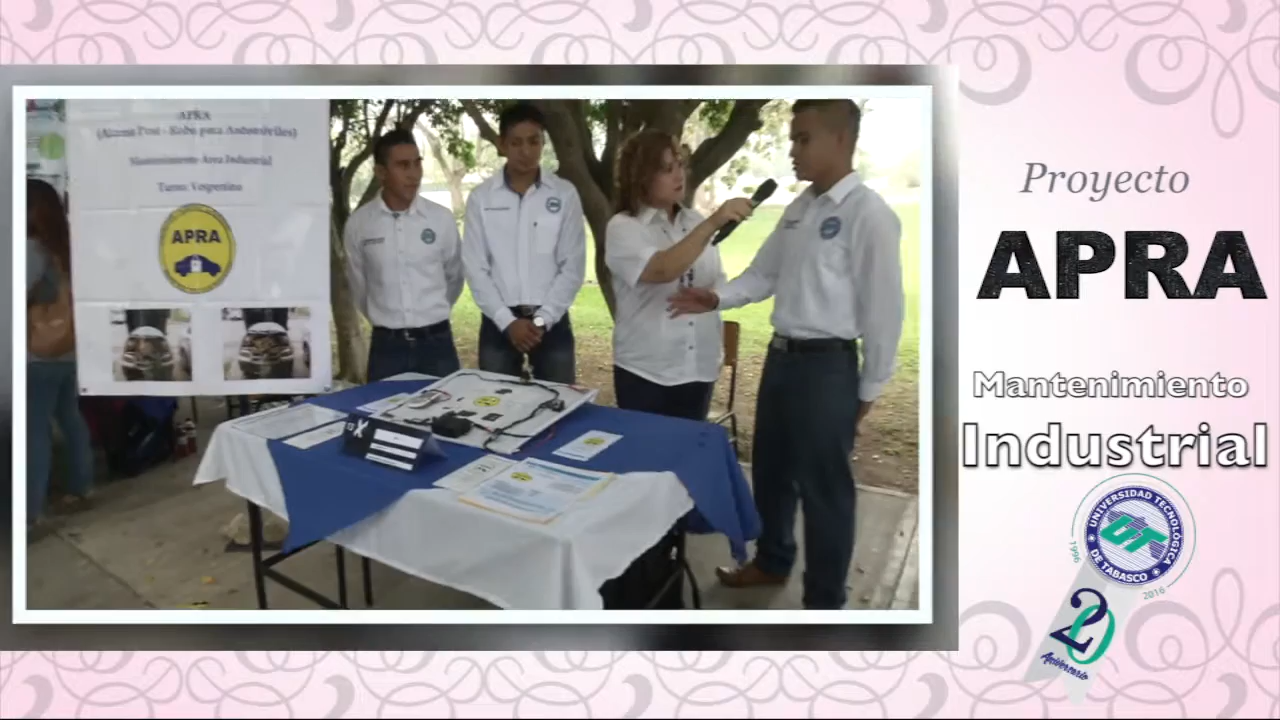 APRA
(Alarma Post - Robo para Automóviles)
Mantenimiento Área Industrial
Turno: Vespertino
APRA
Proyecto
APRA
Mantenimiento
Industrial
UNIVERSIDAD TECNOLÓGICA
DE TABASCO
UT
1996
2016
20
Aniversario